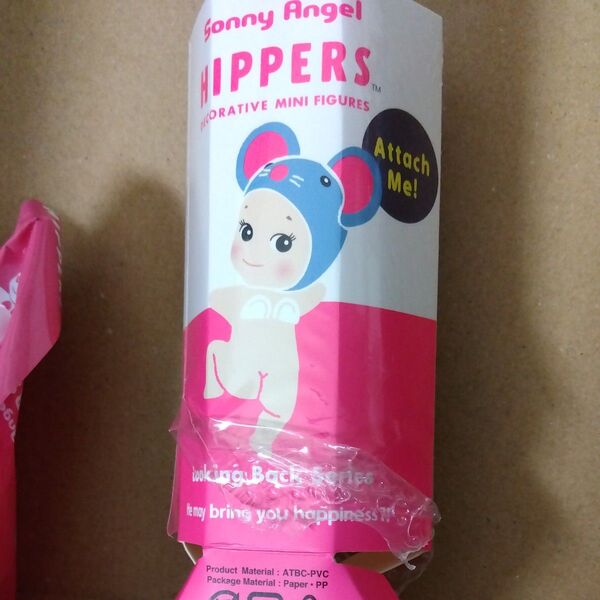 Sonny Angel
HIPPERS™
DECORATIVE MINI FIGURES
Attach
Me!
Looking Back Series
He may bring you happiness?!
Product Material : ATBC-PVC
Package Material : Paper・PP